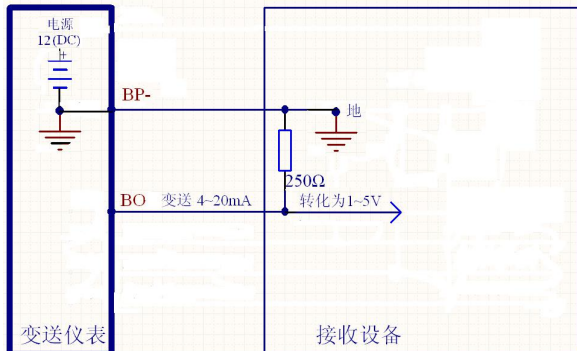 电源
12(DC)
+
BP-
地
250Ω
BO 变送 4~20mA 转化为1~5V
变送仪表
接收设备